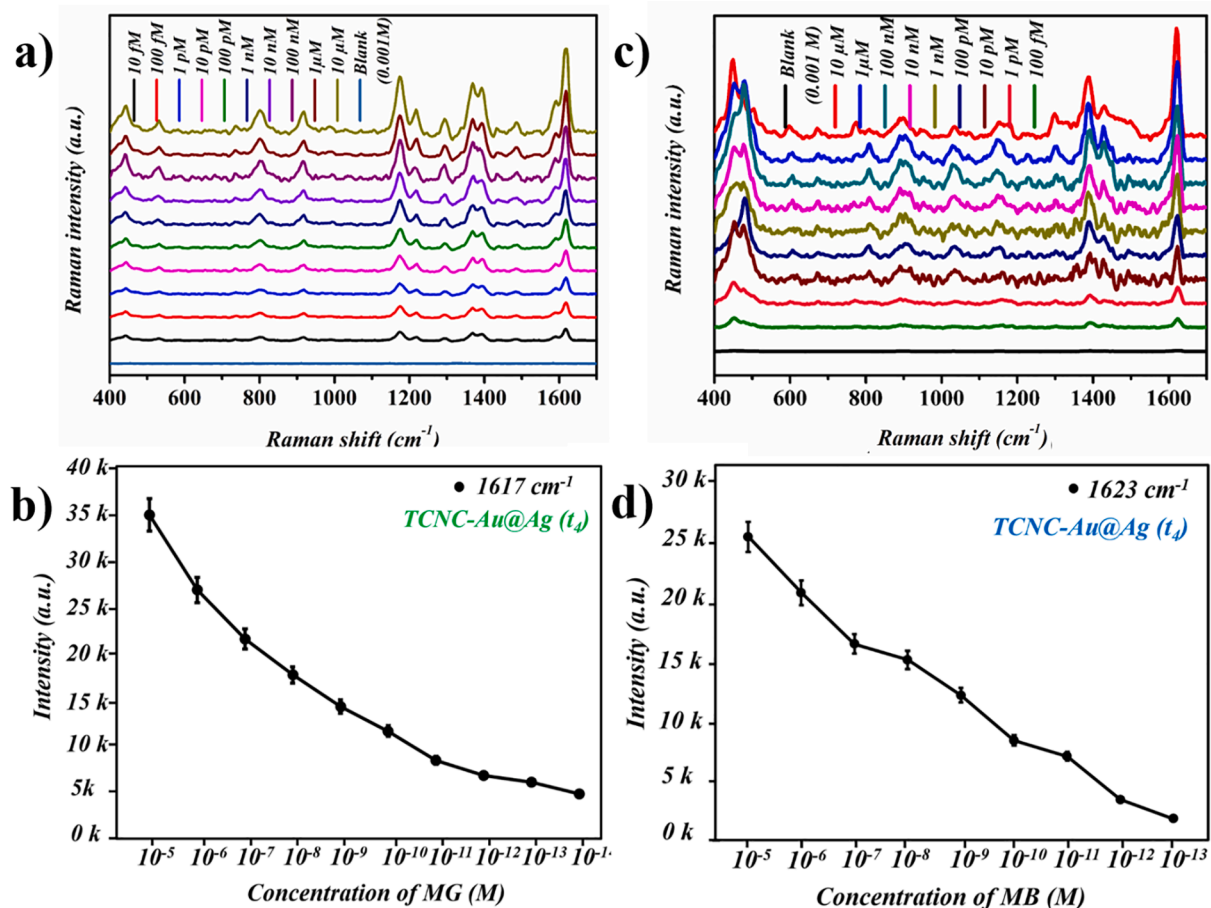 a)
10 fM
100 fM
1 pM
10 pM
100 pM
1 nM
10 nM
100 nM
1μM
10 μM
Blank
(0.001M)
Raman intensity (a.u.)
400 600 800 1000 1200 1400 1600
Raman shift (cm-1)
c)
Blank
(0.001 M)
10 μM
1μM
100 nM
10 nM
1 nM
100 pM
10 pM
1 pM
100 fM
Raman intensity (a.u.)
400 600 800 1000 1200 1400 1600
Raman shift (cm-1)
b)
1617 cm-1
TCNC-Au@Ag (t4)
40 k
35 k
30 k
25 k
20 k
15 k
10 k
5 k
0 k
Intensity (a.u.)
10-5 10-6 10-7 10-8 10-9 10-10 10-11 10-12 10-13 10-14
Concentration of MG (M)
d)
1623 cm-1
TCNC-Au@Ag (t4)
30 k
25 k
20 k
15 k
10 k
5 k
0 k
Intensity (a.u.)
10-5 10-6 10-7 10-8 10-9 10-10 10-11 10-12 10-13
Concentration of MB (M)